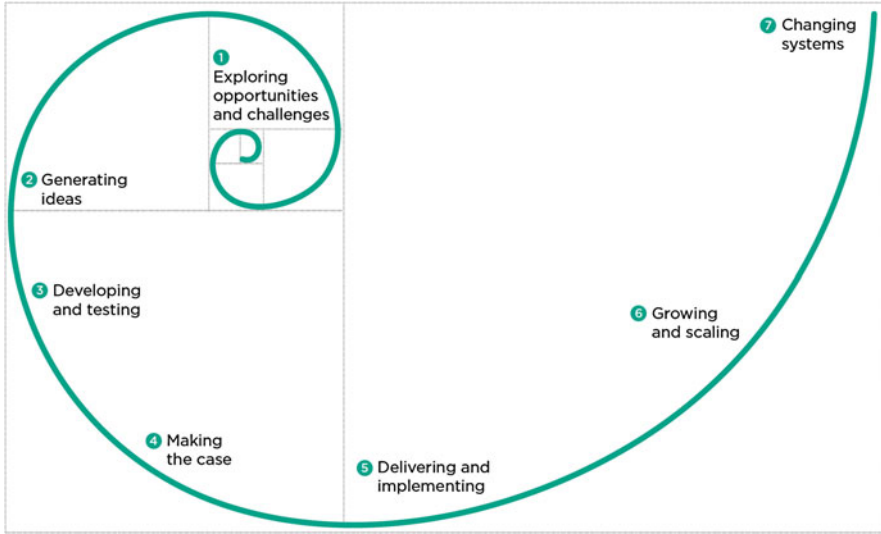 1
Exploring
opportunities
and challenges
2 Generating
ideas
3 Developing
and testing
4 Making
the case
5 Delivering and
implementing
6 Growing
and scaling
7 Changing
systems